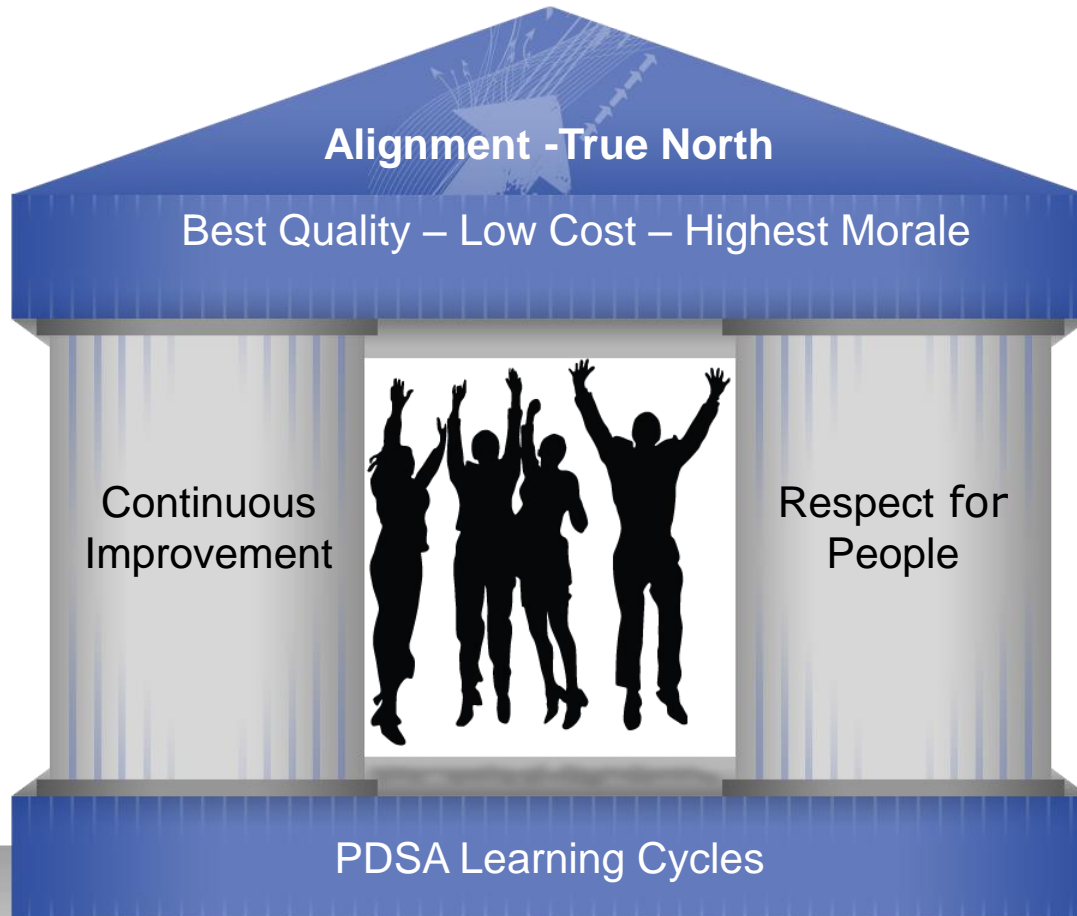 Alignment -True North
Best Quality – Low Cost – Highest Morale
Continuous
Improvement
Respect for
People
PDSA Learning Cycles